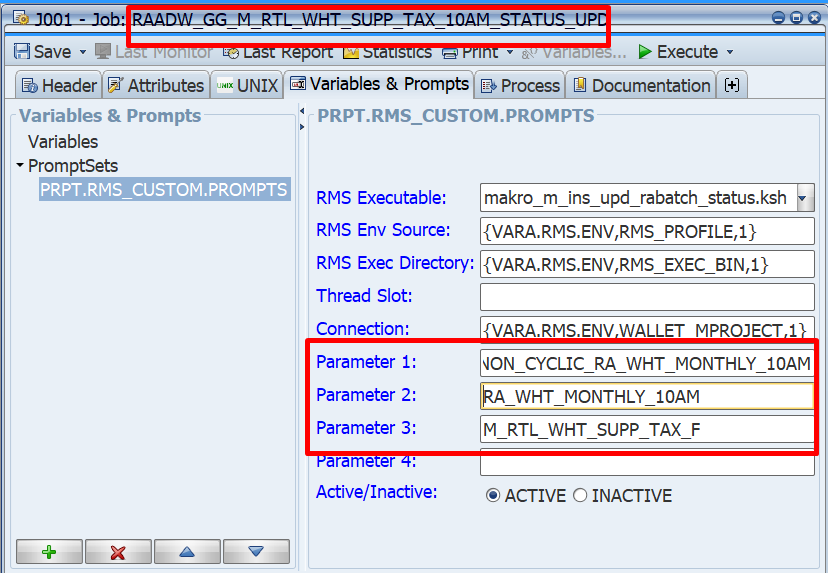 J001 - Job: RAADW_GG_M_RTL_WHT_SUPP_TAX_10AM_STATUS_UPD
Save Last Monitor Last Report Statistics Print Variables... Execute
Header Attributes UNIX UNIX Variables & Prompts Process Documentation [+]
Variables & Prompts
Variables
PromptSets
PRPT.RMS_CUSTOM.PROMPTS
PRPT.RMS_CUSTOM.PROMPTS
RMS Executable: makro_m_ins_upd_rabatch_status.ksh
RMS Env Source: {VARA.RMS.ENV,RMS_PROFILE,1}
RMS Exec Directory: {VARA.RMS.ENV,RMS_EXEC_BIN,1}
Thread Slot:
Connection: {VARA.RMS.ENV,WALLET_MPROJECT,1}
Parameter 1: NON_CYCLIC_RA_WHT_MONTHLY_10AM
Parameter 2: RA_WHT_MONTHLY_10AM
Parameter 3: M_RTL_WHT_SUPP_TAX_F
Parameter 4:
Active/Inactive: ACTIVE INACTIVE